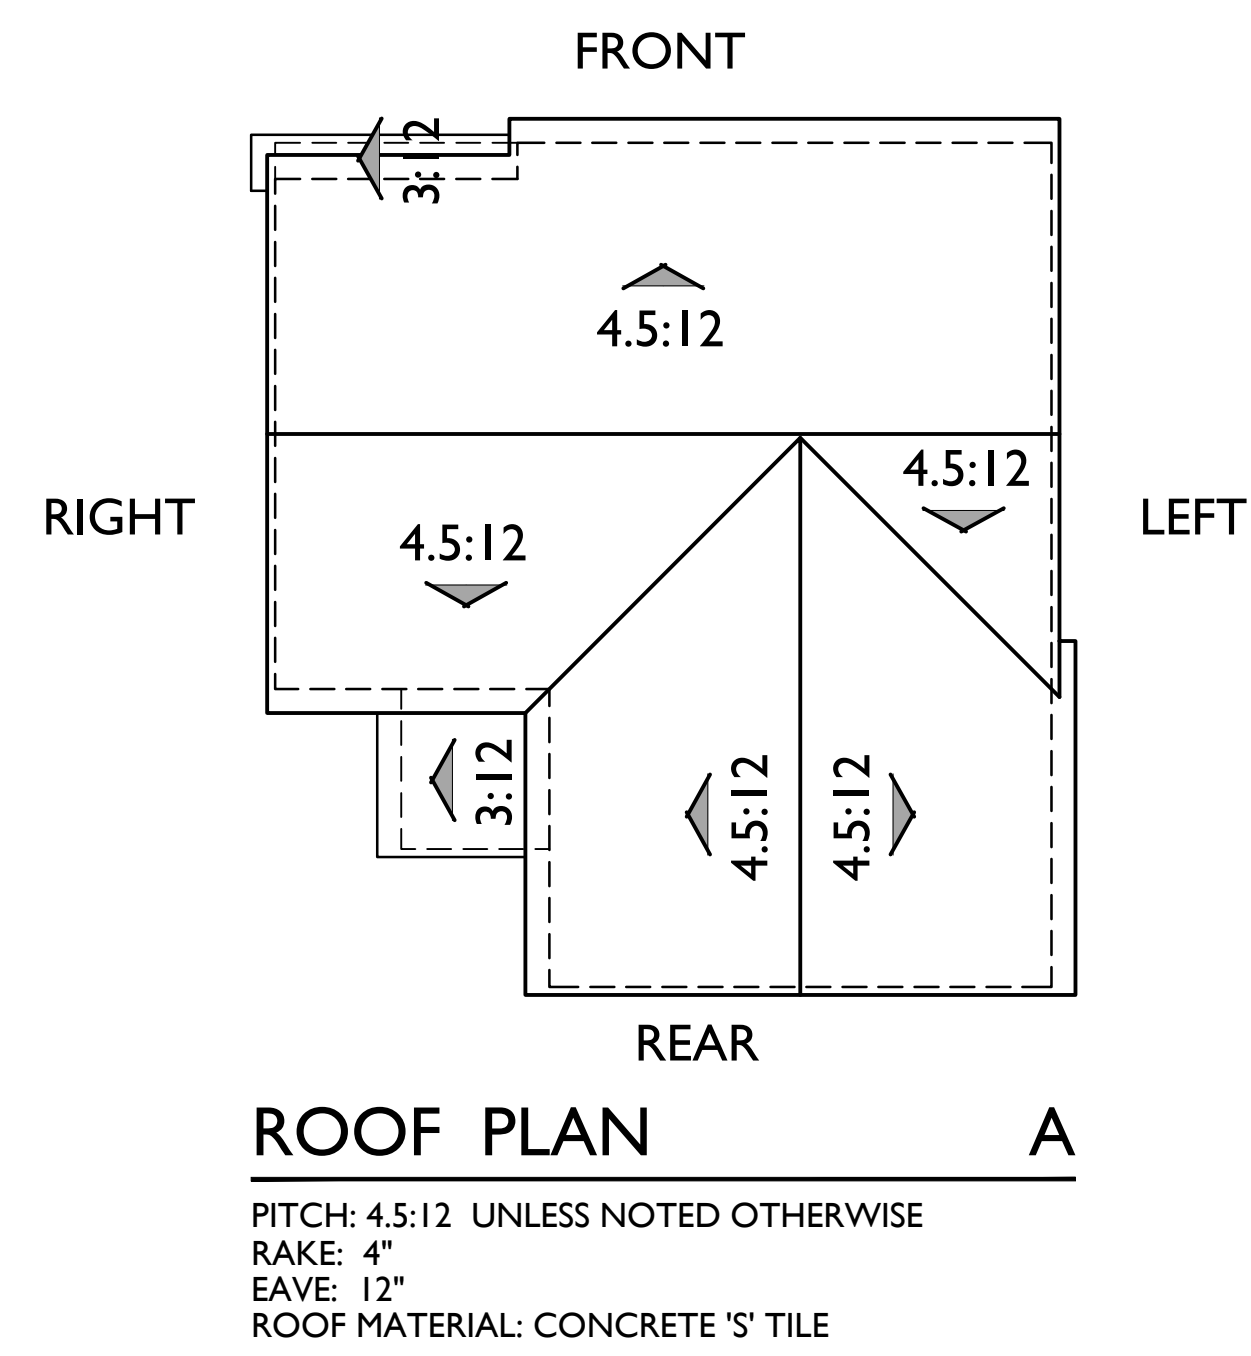 FRONT
3:12
4.5:12
4.5:12
RIGHT
LEFT
4.5:12
3:12
4.5:12
4.5:12
REAR
ROOF PLAN A
PITCH: 4.5:12 UNLESS NOTED OTHERWISE
RAKE: 4"
EAVE: 12"
ROOF MATERIAL: CONCRETE 'S' TILE